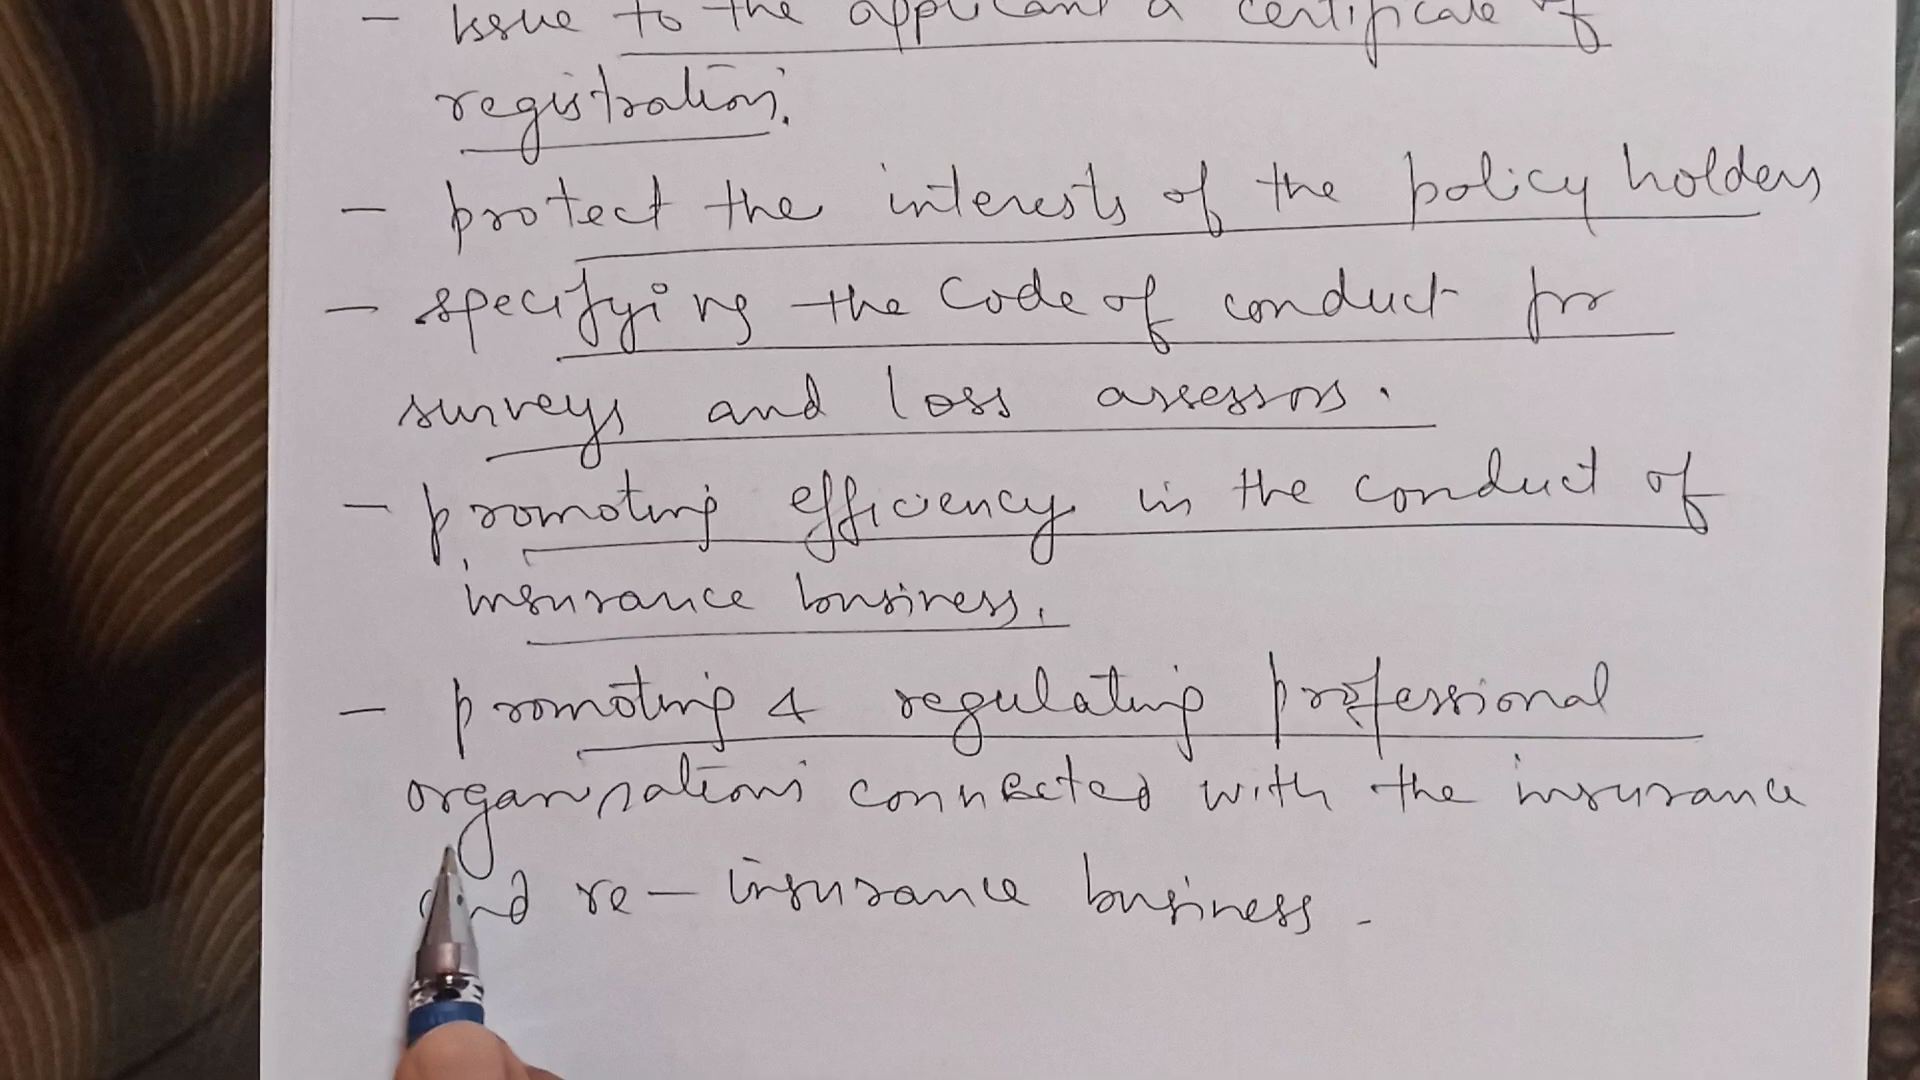 - issue to the applicant a certificate of
registration.
- protect the interests of the policy holders
- specifying the code of conduct for
surveys and loss assessors.
- promoting efficiency in the conduct of
insurance business.
- promoting & regulating professional
organisations connected with the insurance
and re-insurance business.